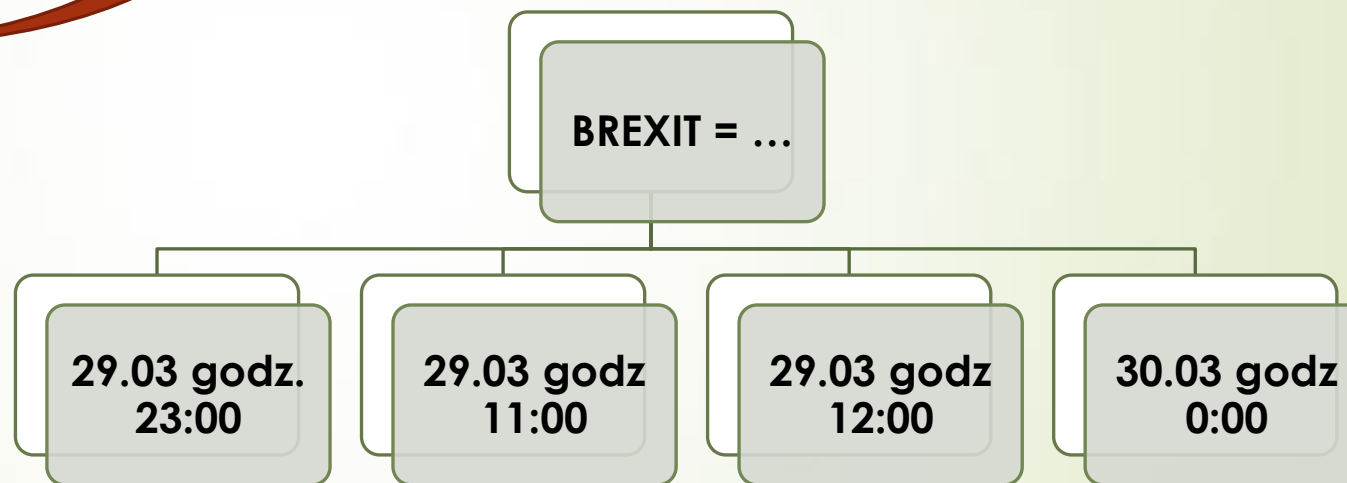 BREXIT = …
29.03 godz.
23:00
29.03 godz
11:00
29.03 godz
12:00
30.03 godz
0:00